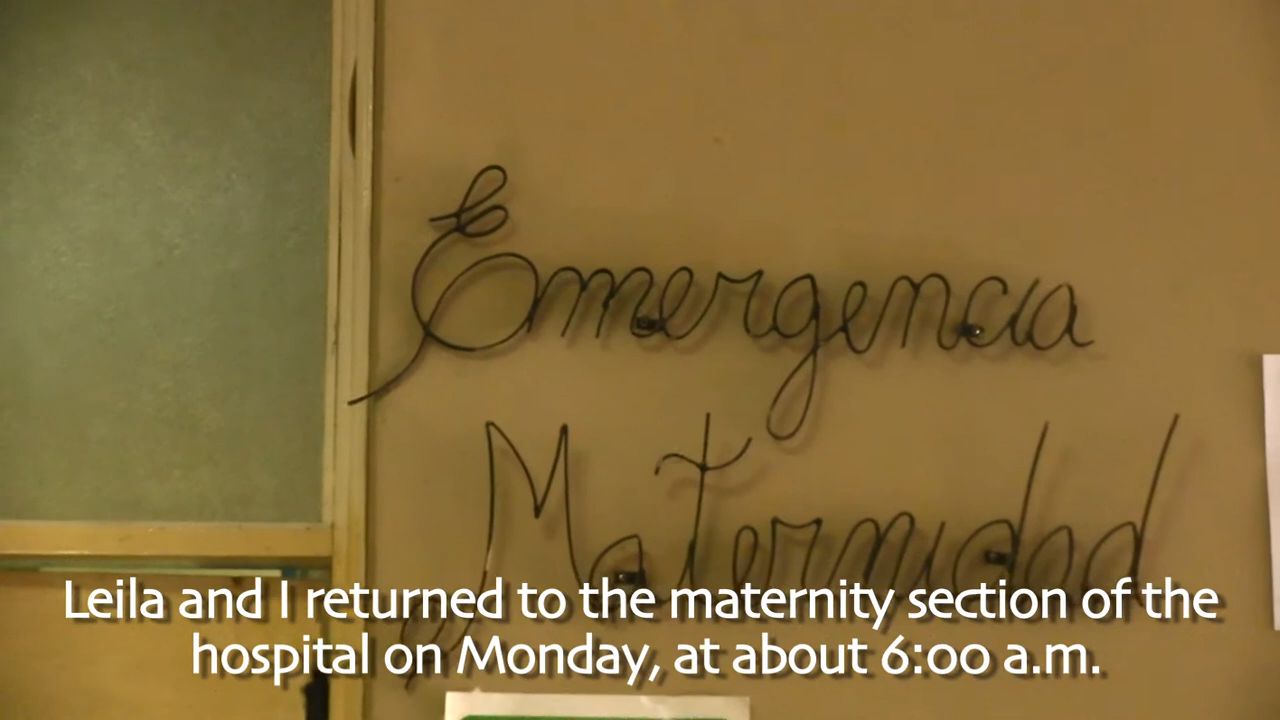 Emergencia
Maternidad
Leila and I returned to the maternity section of the
hospital on Monday, at about 6:00 a.m.